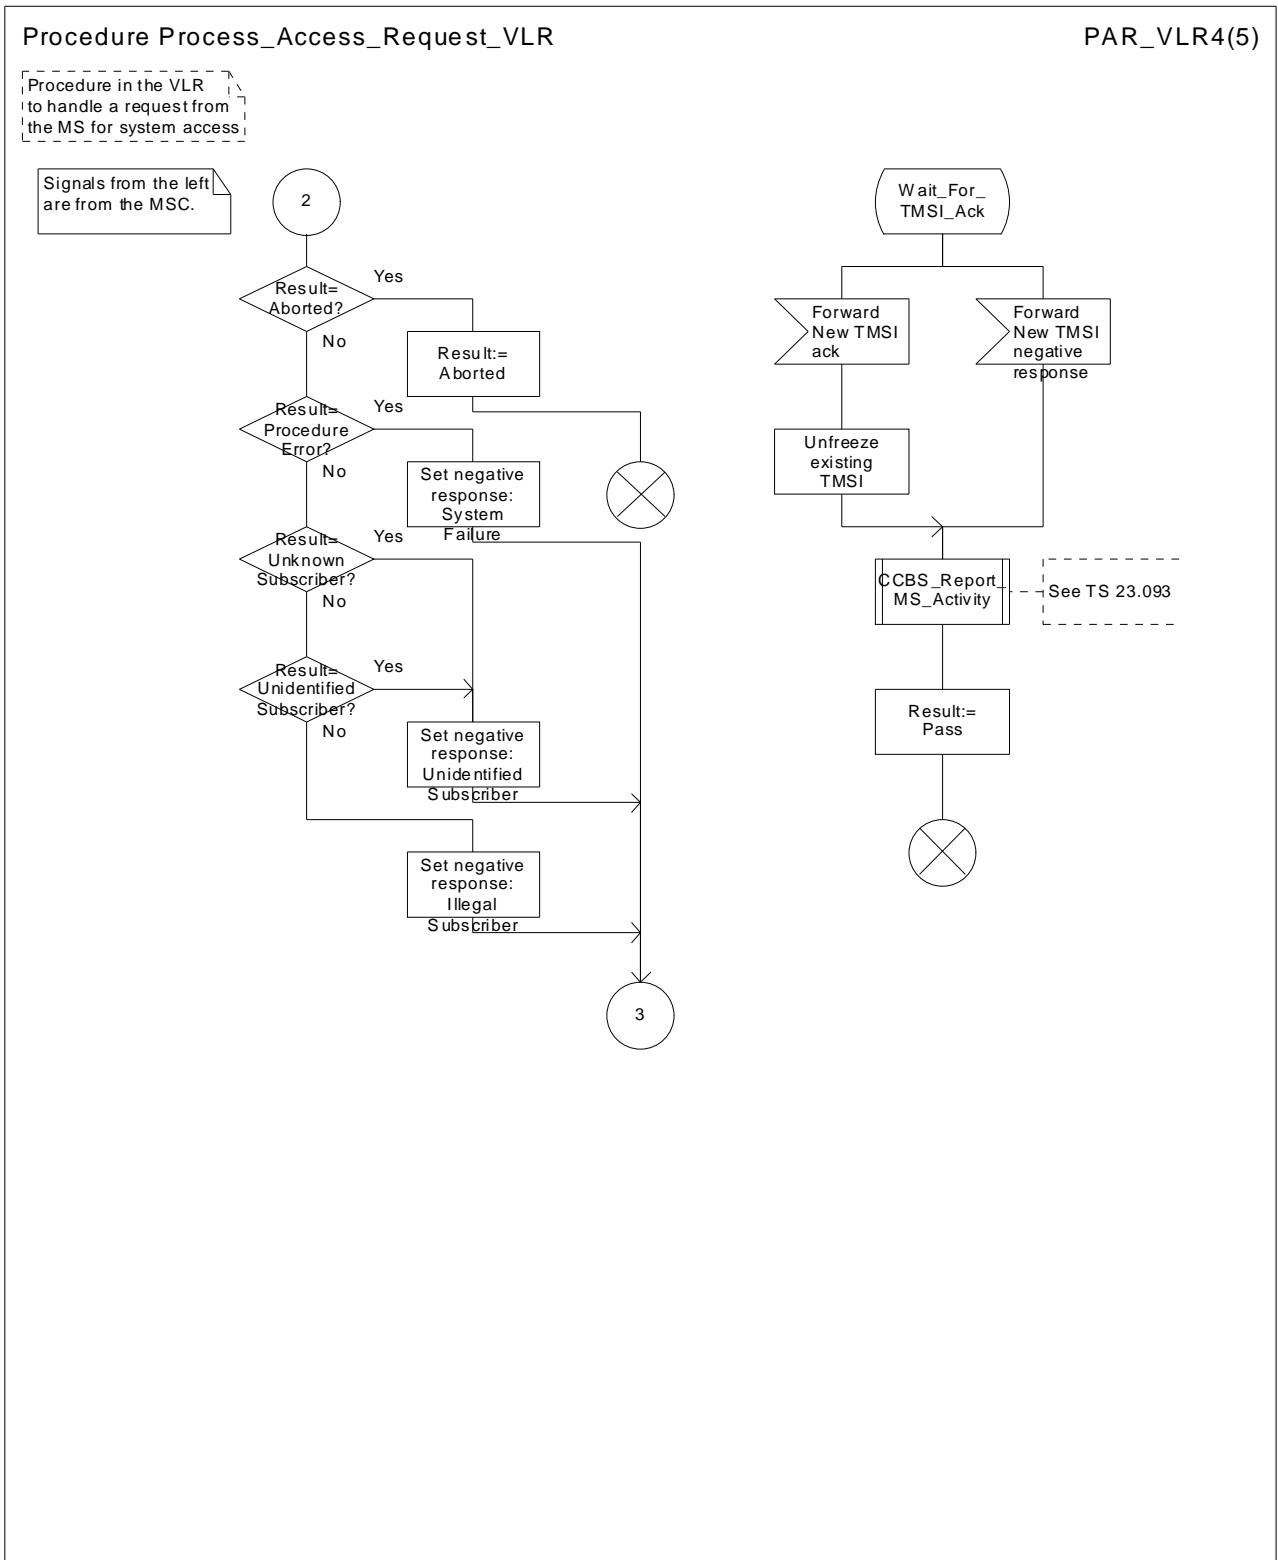 Procedure Process_Access_Request_VLR
PAR_VLR4(5)
Procedure in the VLR
to handle a request from
the MS for system access
Signals from the left
are from the MSC.
2
Result=
Aborted?
Yes
No
Result:=
Aborted
Result=
Procedure
Error?
Yes
No
Set negative
response:
System
Failure
Result=
Unknown
Subscriber?
Yes
No
Result=
Unidentified
Subscriber?
Yes
No
Set negative
response:
Unidentified
Subscriber
Set negative
response:
Illegal
Subscriber
3
Wait_For_
TMSI_Ack
Forward
New TMSI
ack
Forward
New TMSI
negative
response
Unfreeze
existing
TMSI
CCBS_Report_
MS_Activity
See TS 23.093
Result:=
Pass